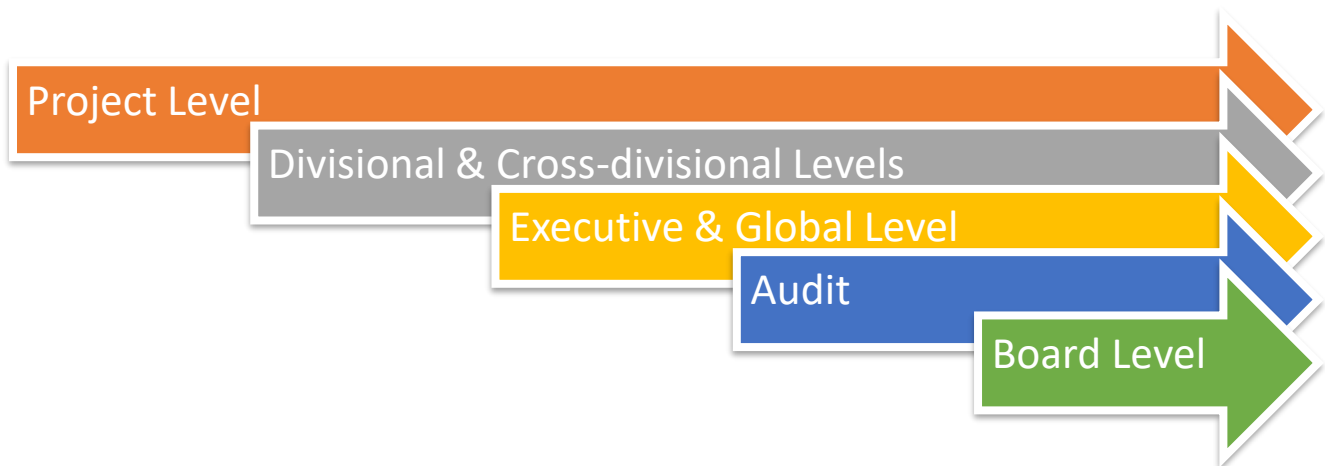 Project Level
Divisional & Cross-divisional Levels
Executive & Global Level
Audit
Board Level